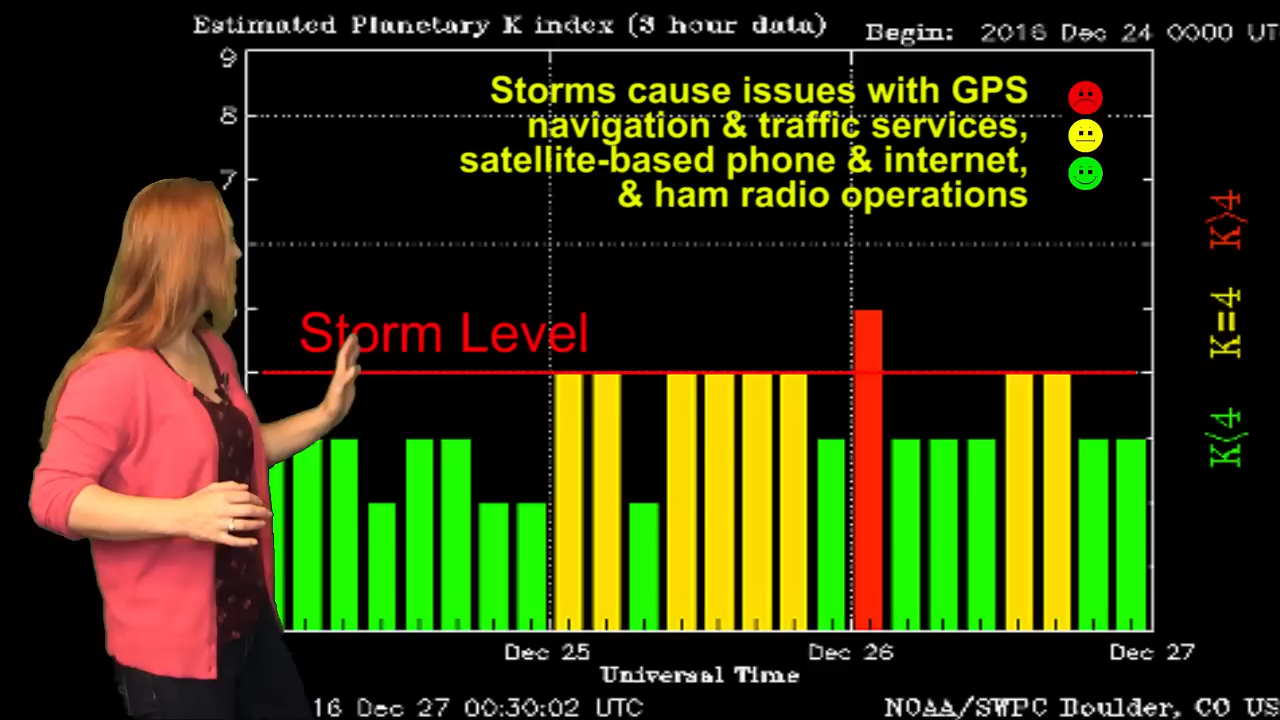 Estimated Planetary K index (3 hour data)
Begin: 2016 Dec 24 0000
9
Storms cause issues with GPS
8
navigation & traffic services,
satellite-based phone & internet,
7
& ham radio operations
K>4
Storm Level
K=4
K<4
Dec 25
Dec 26
Dec 27
Universal Time
16 Dec 27 00:30:02 UTC
NOAA/SWPC Boulder, CO